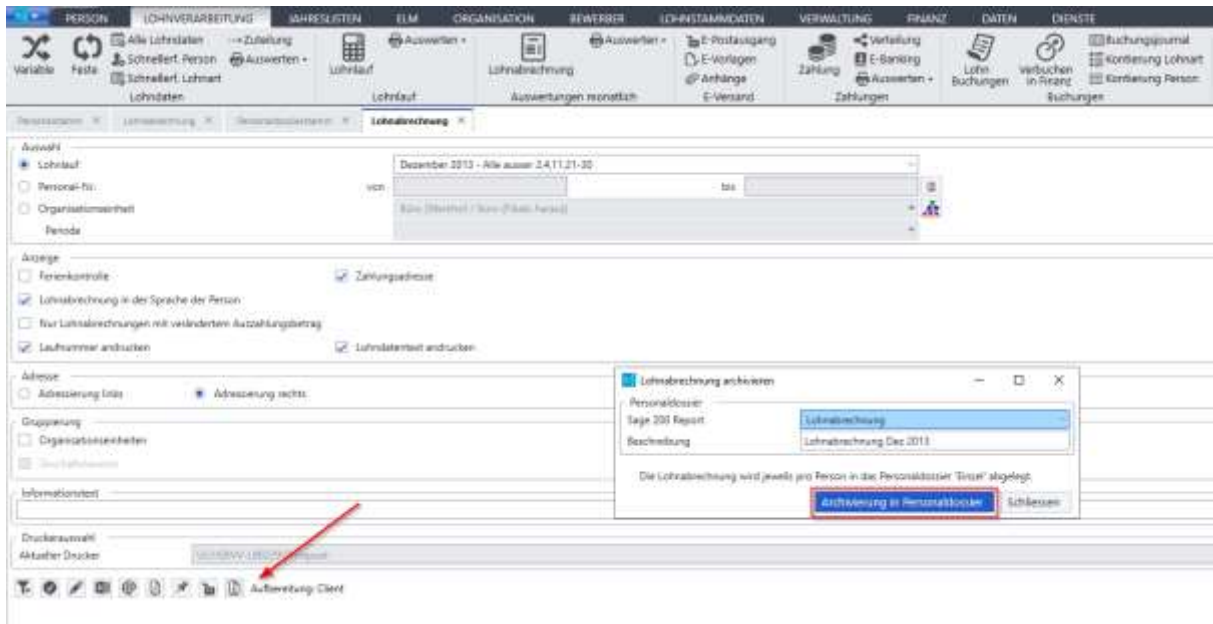 PERSON LOHNVERARBEITUNG JAHRESLISTEN ELM ORGANISATION BEWERBER LOHNSTAMMDATEN VERWALTUNG FINANZ DATEN DIENSTE
Alle Lohndaten Zuteilung Auswerten Auswerten E-Postausgang Verteilung Buchungsjournal
Schnellerf. Person Auswerten E-Vorlagen E-Banking Kontierung Lohnart
Variable Feste Schnellerf. Lohnart Lohnlauf Lohnabrechnung Anhänge Zahlung Auswerten Lohn Buchungen Verbuchen in Finanz Kontierung Person
Lohndaten Lohnlauf Auswertungen monatlich E-Versand Zahlungen Buchungen
Personalstamm Lohnabrechnung Lohnabrechnung
Auswahl
Lohnlauf Dezember 2013 - Alle ausser 2,4,11,21-30
Personal-Nr. von bis
Organisationseinheit
Periode
Anzeige
Ferienkontrolle Zahlungsadresse
Lohnabrechnung in der Sprache der Person
Nur Lohnabrechnungen mit verändertem Auszahlungsbetrag
Laufnummer andrucken Lohndatentext andrucken
Adresse
Adressierung links Adressierung rechts
Gruppierung
Organisationseinheiten
Informationstext
Druckerauswahl
Aktueller Drucker
Aufbereitung: Client
Lohnabrechnung archivieren
Personaldossier
Sage 200 Report Lohnabrechnung
Beschreibung Lohnabrechnung Dez 2013
Die Lohnabrechnung wird jeweils pro Person in das Personaldossier 'Einsel' abgelegt.
Archivierung in Personaldossier Schliessen